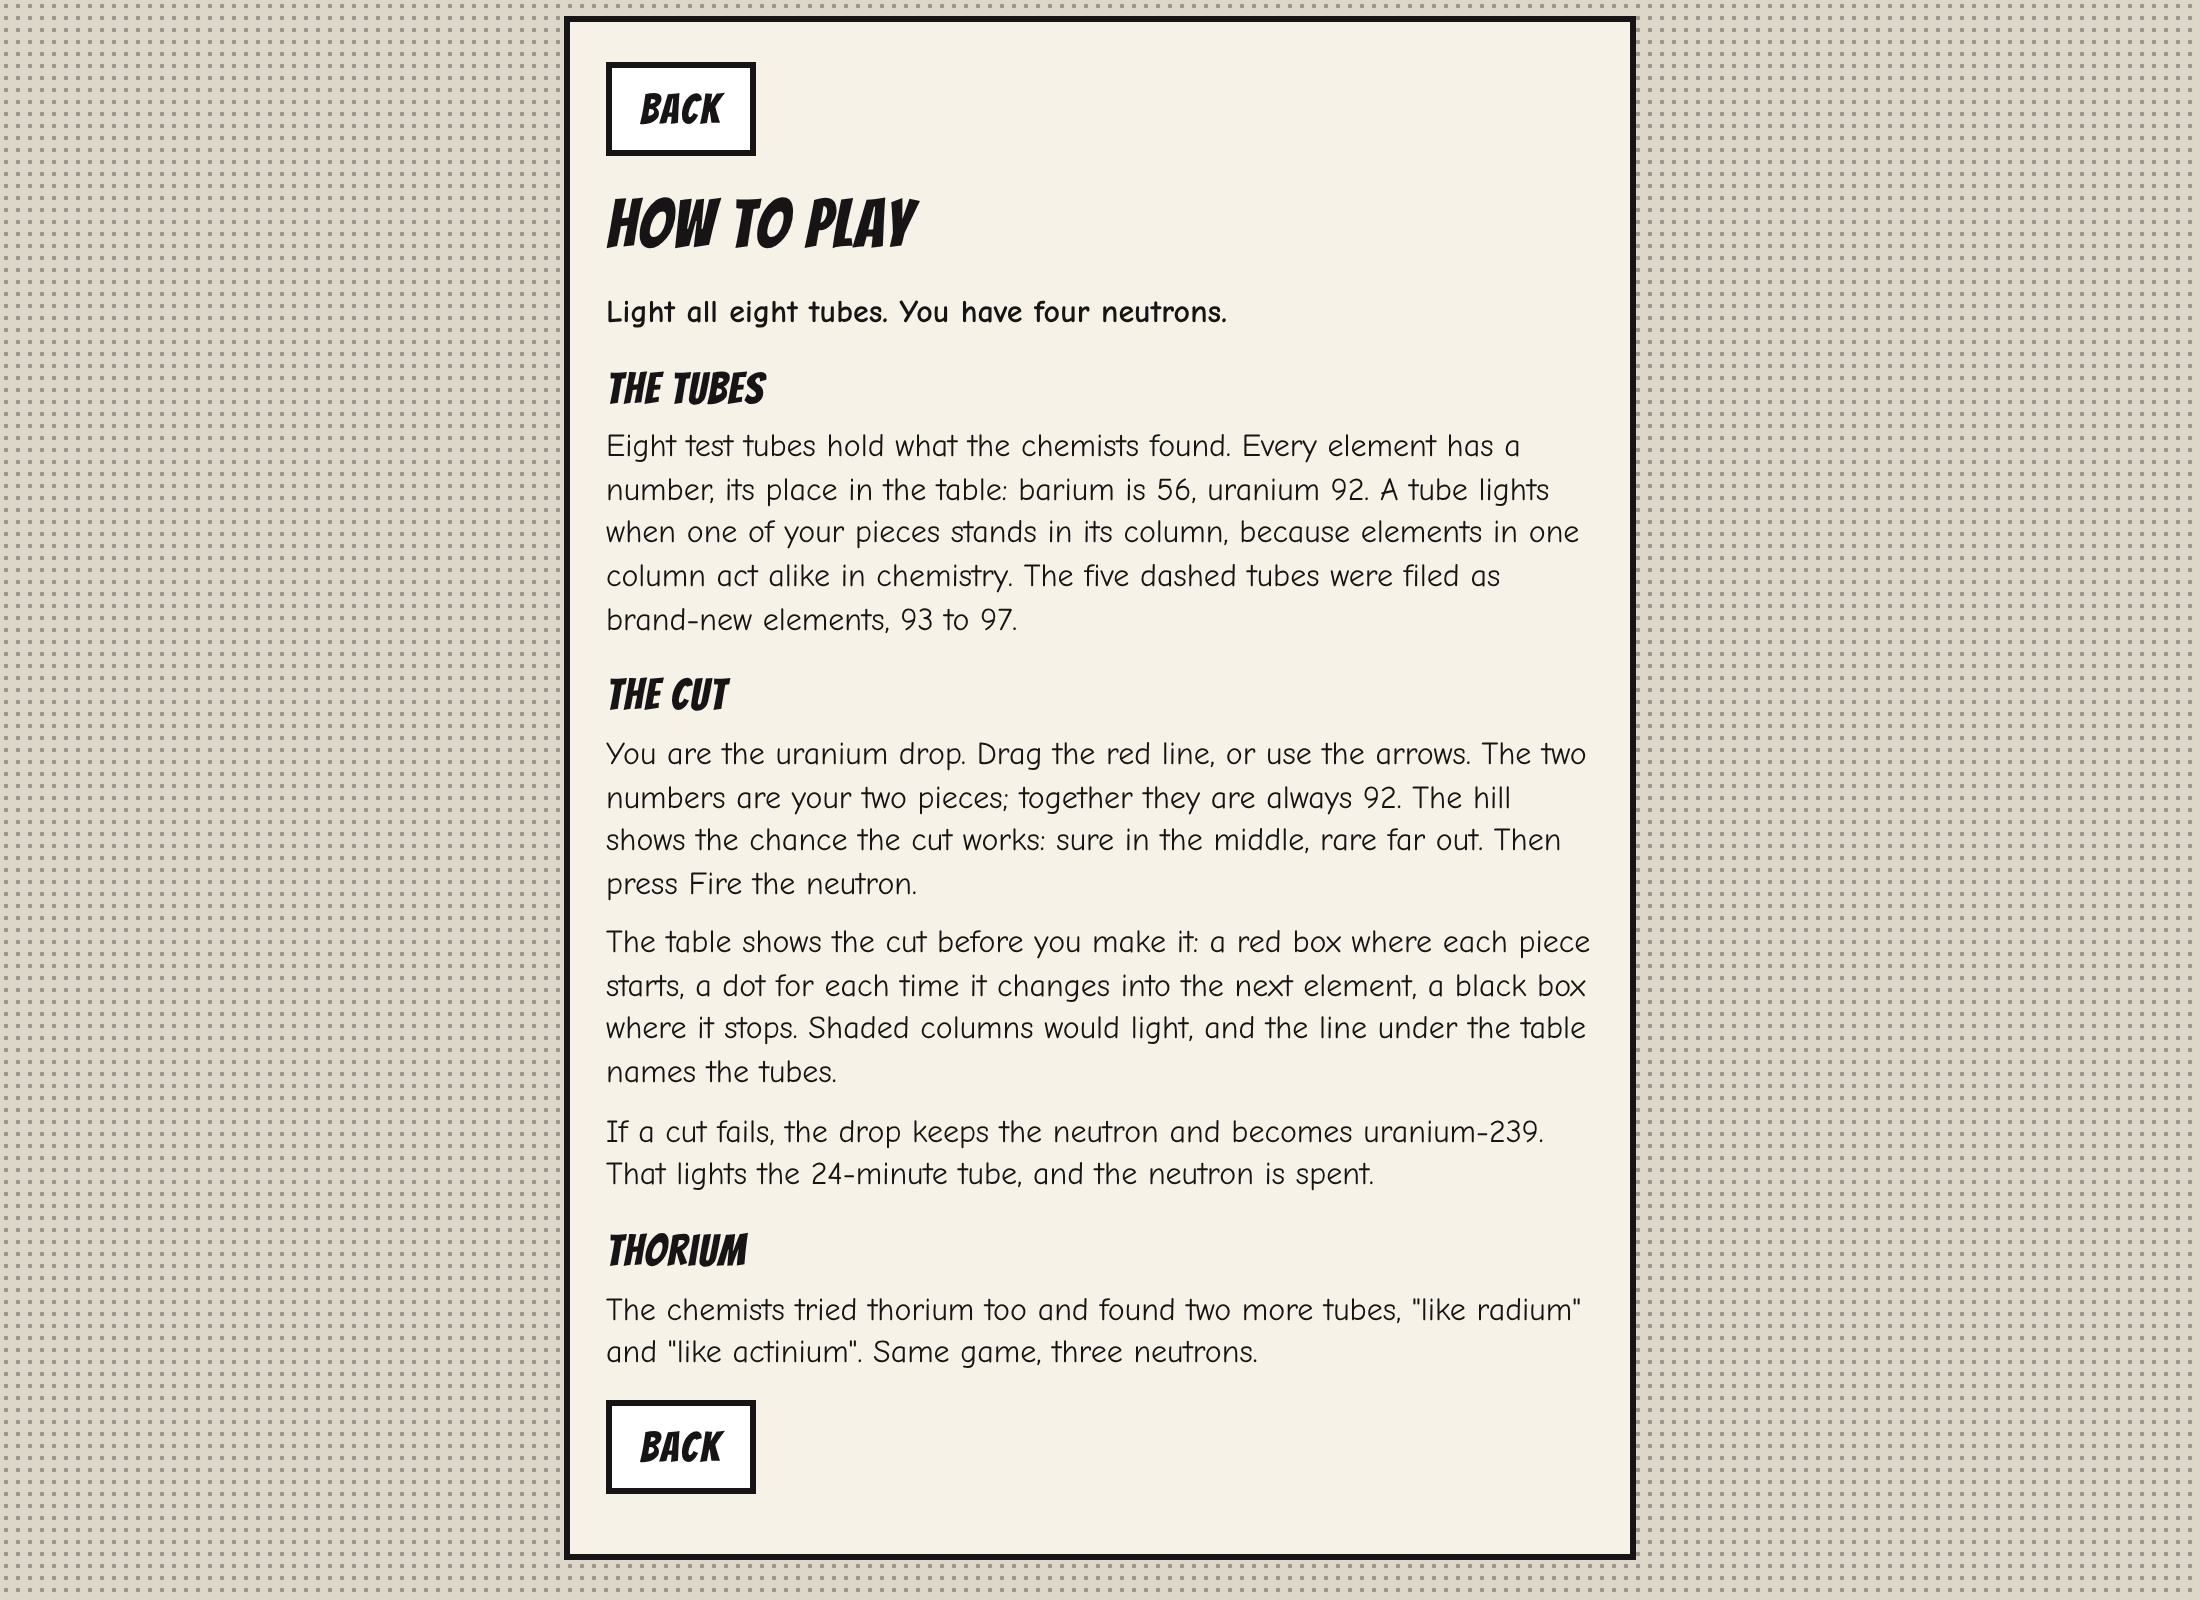 BACK
HOW TO PLAY
Light all eight tubes. You have four neutrons.
THE TUBES
Eight test tubes hold what the chemists found. Every element has a
number, its place in the table: barium is 56, uranium 92. A tube lights
when one of your pieces stands in its column, because elements in one
column act alike in chemistry. The five dashed tubes were filed as
brand-new elements, 93 to 97.
THE CUT
You are the uranium drop. Drag the red line, or use the arrows. The two
numbers are your two pieces; together they are always 92. The hill
shows the chance the cut works: sure in the middle, rare far out. Then
press Fire the neutron.
The table shows the cut before you make it: a red box where each piece
starts, a dot for each time it changes into the next element, a black box
where it stops. Shaded columns would light, and the line under the table
names the tubes.
If a cut fails, the drop keeps the neutron and becomes uranium-239.
That lights the 24-minute tube, and the neutron is spent.
THORIUM
The chemists tried thorium too and found two more tubes, "like radium"
and "like actinium". Same game, three neutrons.
BACK